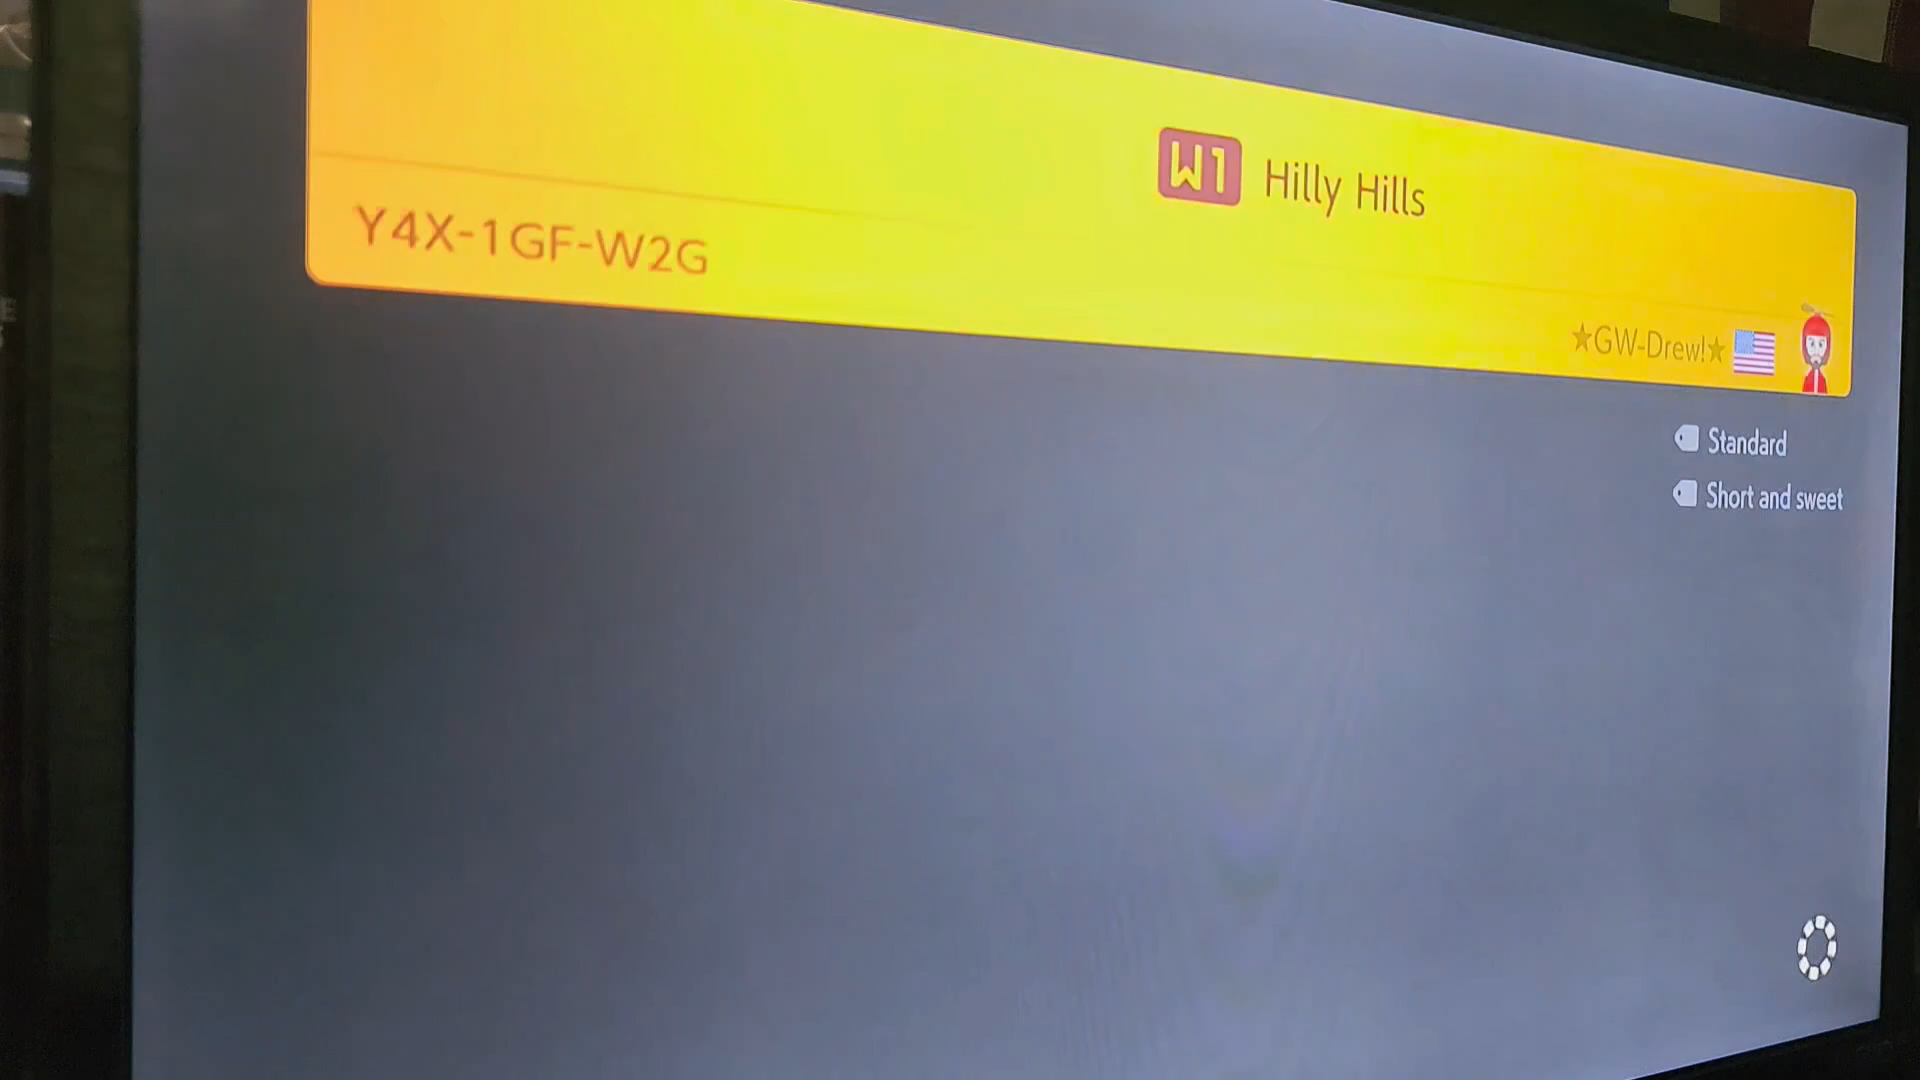 W1 Hilly Hills
Y4X-1GF-W2G
★GW-Drew!★
Standard
Short and sweet